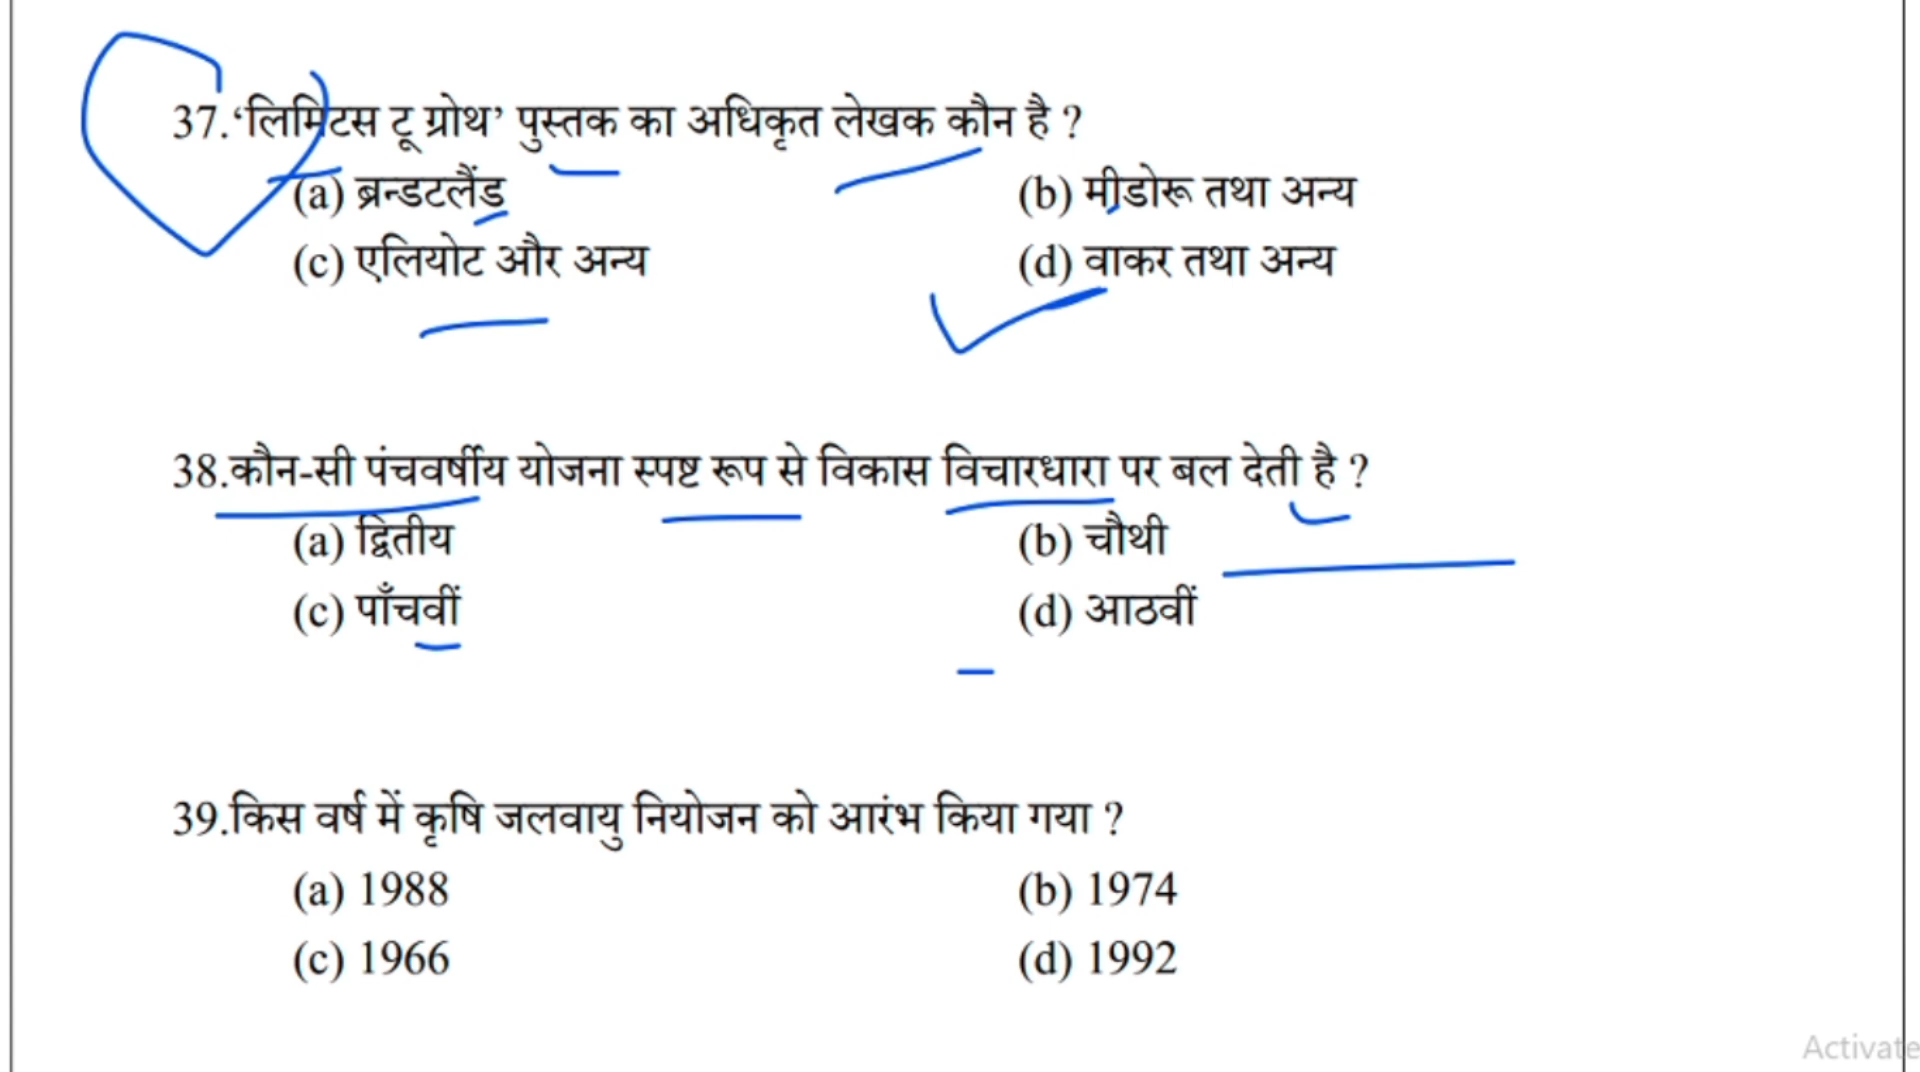 37.‘लिमिटस टू ग्रोथ’ पुस्तक का अधिकृत लेखक कौन है ?
(a) ब्रन्डटलैंड (b) मीडोरू तथा अन्य
(c) एलियोट और अन्य (d) वाकर तथा अन्य
38.कौन-सी पंचवर्षीय योजना स्पष्ट रूप से विकास विचारधारा पर बल देती है ?
(a) द्वितीय (b) चौथी
(c) पाँचवीं (d) आठवीं
39.किस वर्ष में कृषि जलवायु नियोजन को आरंभ किया गया ?
(a) 1988 (b) 1974
(c) 1966 (d) 1992
Activate